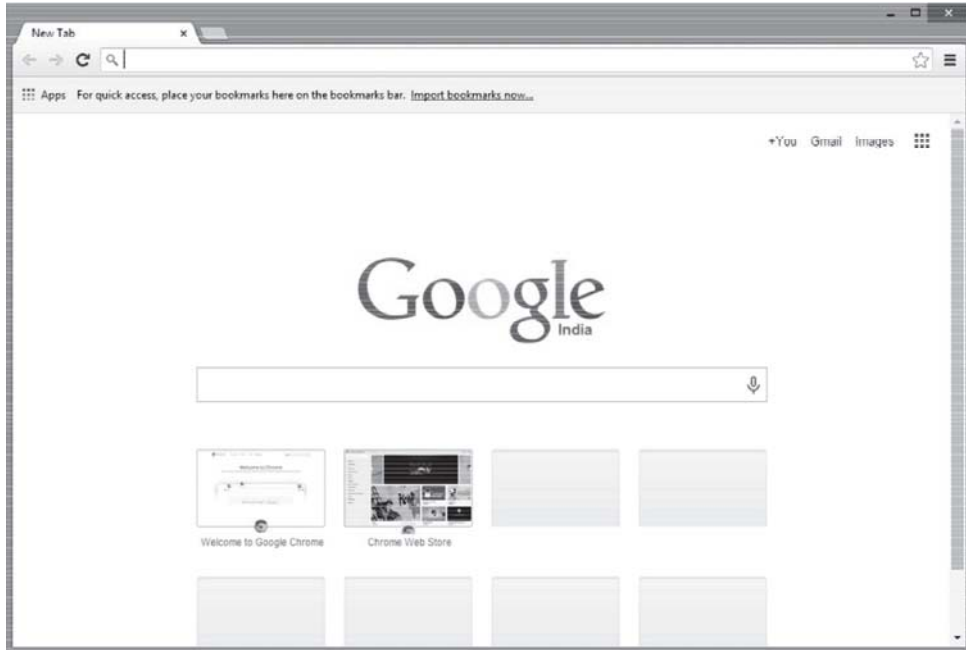 New Tab
Apps For quick access, place your bookmarks here on the bookmarks bar. Import bookmarks now...
+You Gmail Images
Google
India
Welcome to Google Chrome
Chrome Web Store